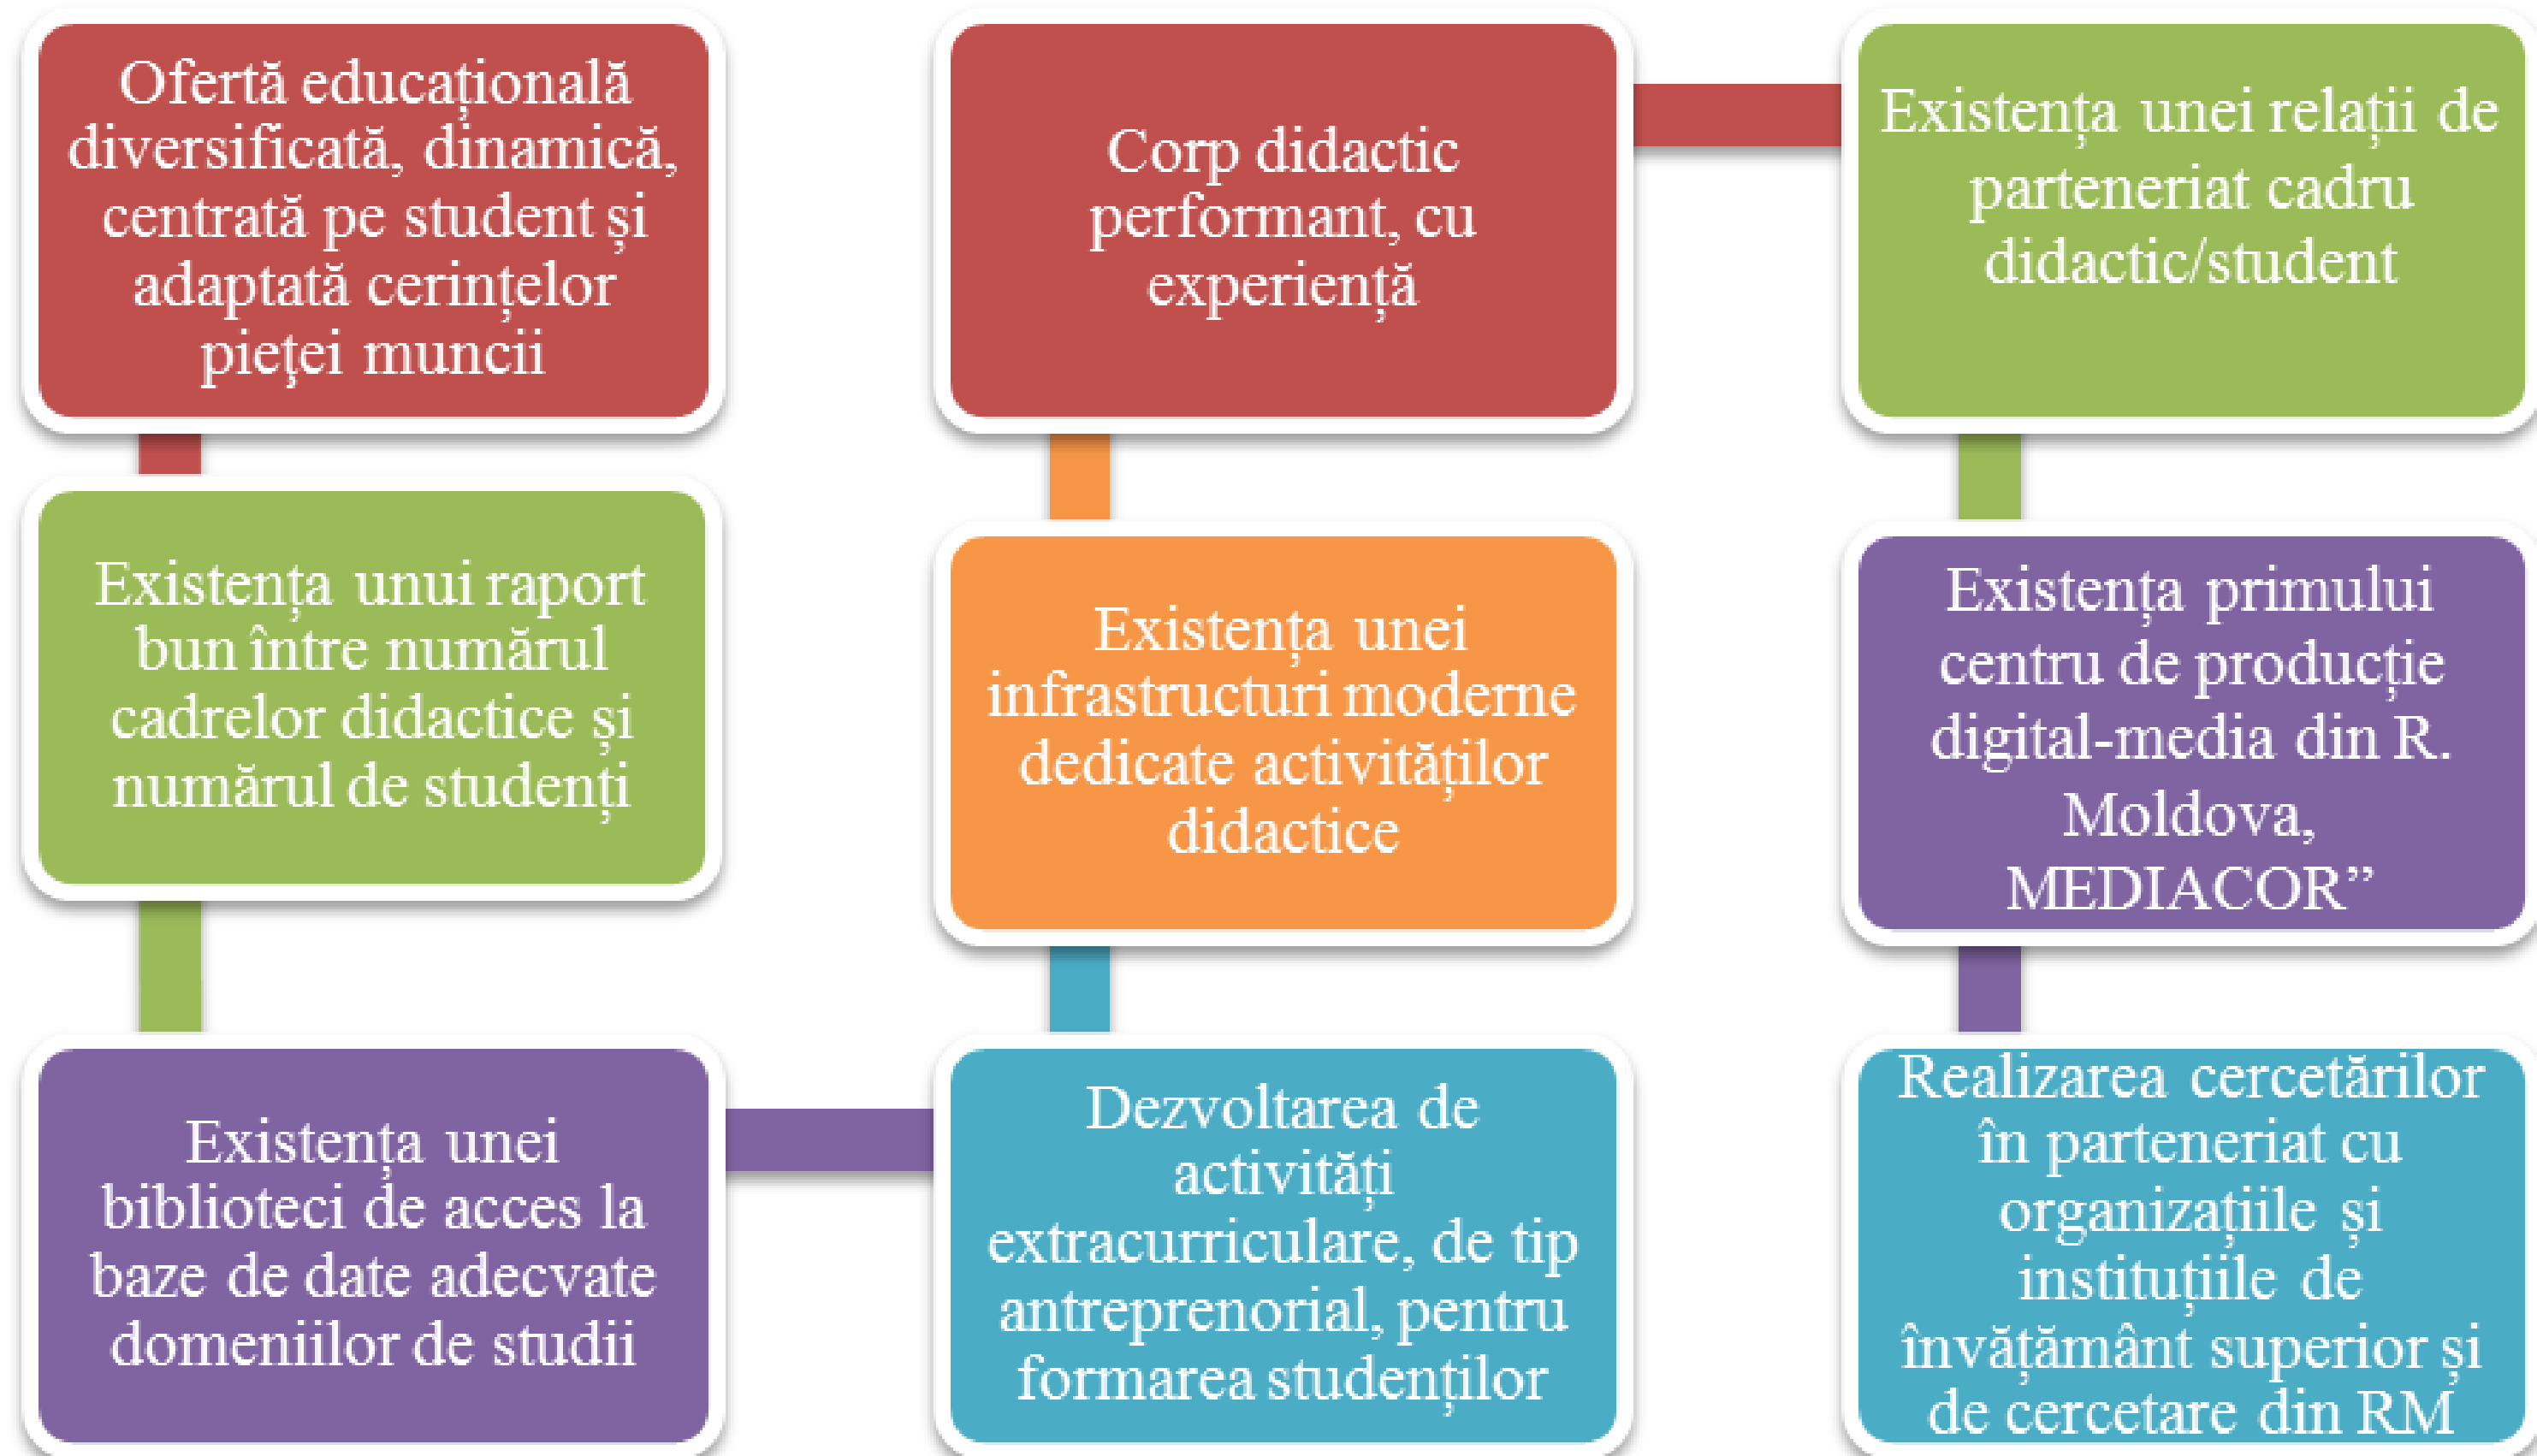 Ofertă educațională
diversificată, dinamică,
centrată pe student și
adaptată cerințelor
pieței muncii
Existența unui raport
bun între numărul
cadrelor didactice și
numărul de studenți
Existența unei
biblioteci de acces la
baze de date adecvate
domeniilor de studii
Dezvoltarea de
activități
extracurriculare, de tip
antreprenorial, pentru
formarea studenților
Existența unei
infrastructuri moderne
dedicate activităților
didactice
Corp didactic
performant, cu
experiență
Existența unei relații de
parteneriat cadru
didactic/student
Existența primului
centru de producție
digital-media din R.
Moldova,
MEDIACOR”
Realizarea cercetărilor
în parteneriat cu
organizațiile și
instituțiile de
învățământ superior și
de cercetare din RM